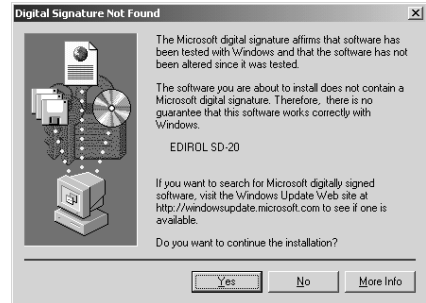 Digital Signature Not Found
The Microsoft digital signature affirms that software has
been tested with Windows and that the software has not
been altered since it was tested.
The software you are about to install does not contain a
Microsoft digital signature. Therefore, there is no
guarantee that this software works correctly with
Windows.
EDIROL SD-20
If you want to search for Microsoft digitally signed
software, visit the Windows Update Web site at
http://windowsupdate.microsoft.com to see if one is
available.
Do you want to continue the installation?
Yes No More Info